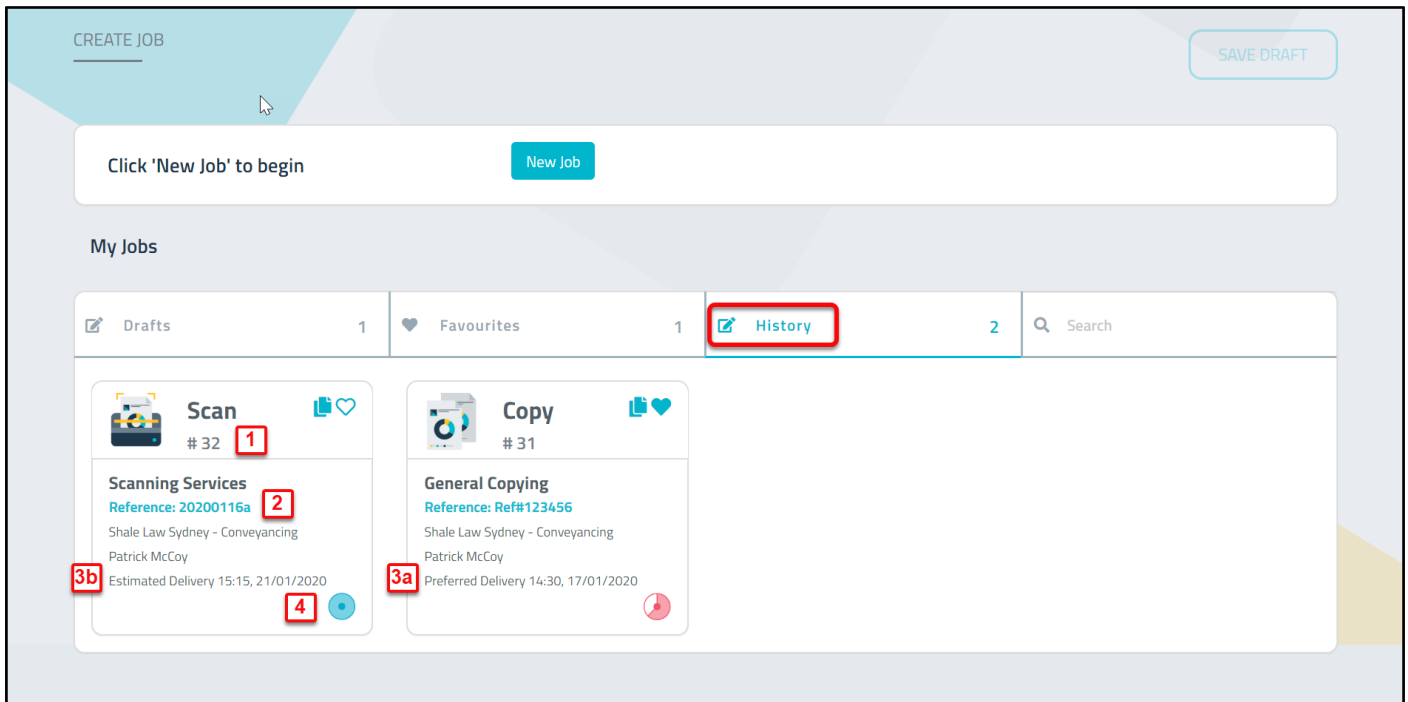 CREATE JOB
SAVE DRAFT
Click 'New Job' to begin
New Job
My Jobs
Drafts 1
Favourites 1
History 2
Search
Scan
# 32
1
Scanning Services
Reference: 20200116a
2
Shale Law Sydney - Conveyancing
Patrick McCoy
3b
Estimated Delivery 15:15, 21/01/2020
4
Copy
# 31
General Copying
Reference: Ref#123456
Shale Law Sydney - Conveyancing
Patrick McCoy
3a
Preferred Delivery 14:30, 17/01/2020